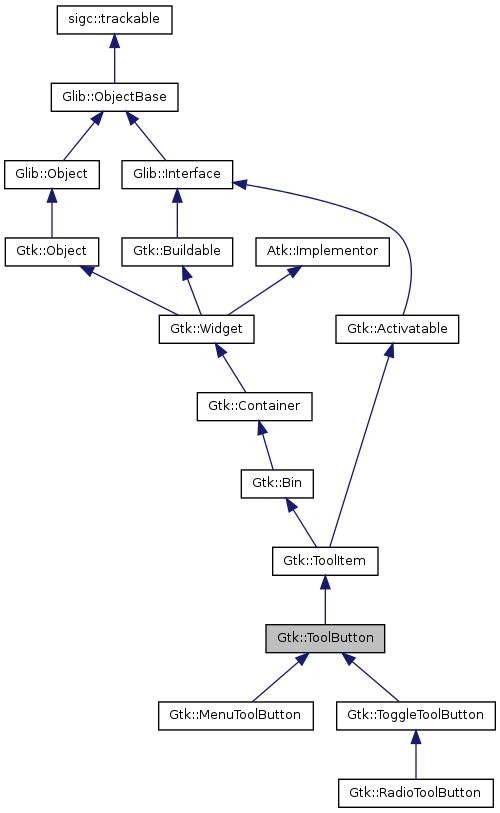 sigc::trackable
Glib::ObjectBase
Glib::Object
Glib::Interface
Gtk::Object
Gtk::Buildable
Atk::Implementor
Gtk::Widget
Gtk::Activatable
Gtk::Container
Gtk::Bin
Gtk::ToolItem
Gtk::ToolButton
Gtk::MenuToolButton
Gtk::ToggleToolButton
Gtk::RadioToolButton